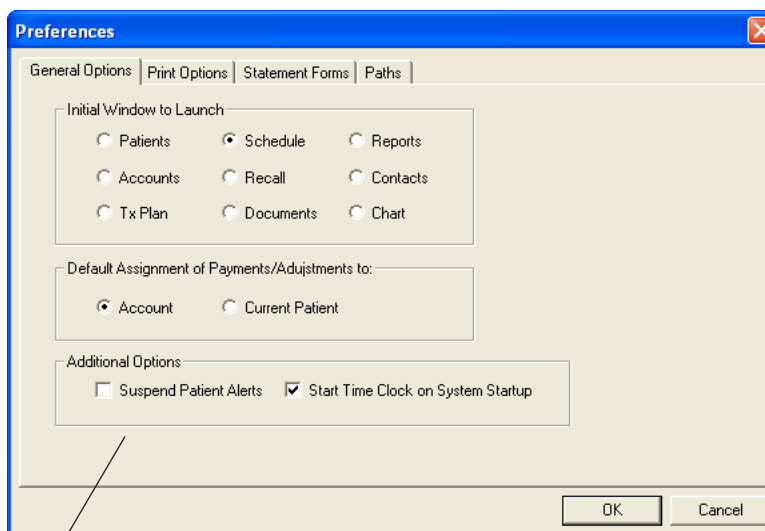 Preferences
General Options Print Options Statement Forms Paths
Initial Window to Launch
Patients Schedule Reports
Accounts Recall Contacts
Tx Plan Documents Chart
Default Assignment of Payments/Adujstments to:
Account Current Patient
Additional Options
Suspend Patient Alerts Start Time Clock on System Startup
OK Cancel